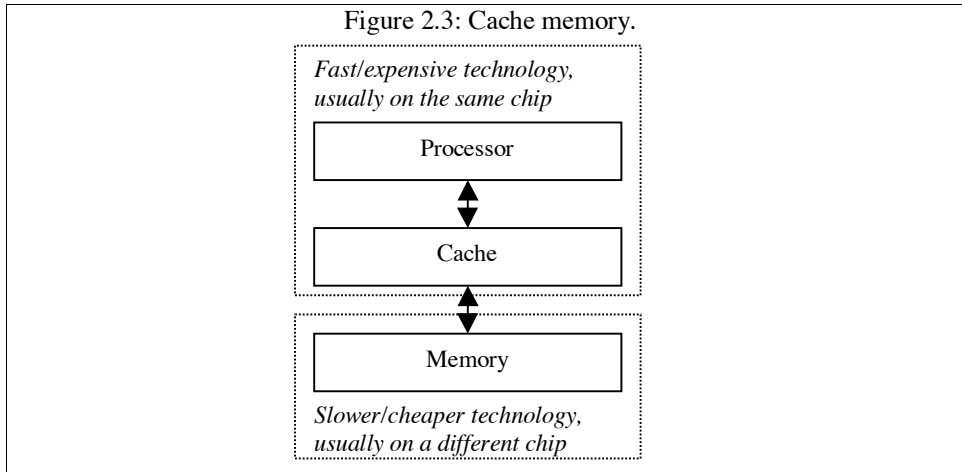 Figure 2.3: Cache memory.
Fast/expensive technology,
usually on the same chip
Processor
Cache
Memory
Slower/cheaper technology,
usually on a different chip